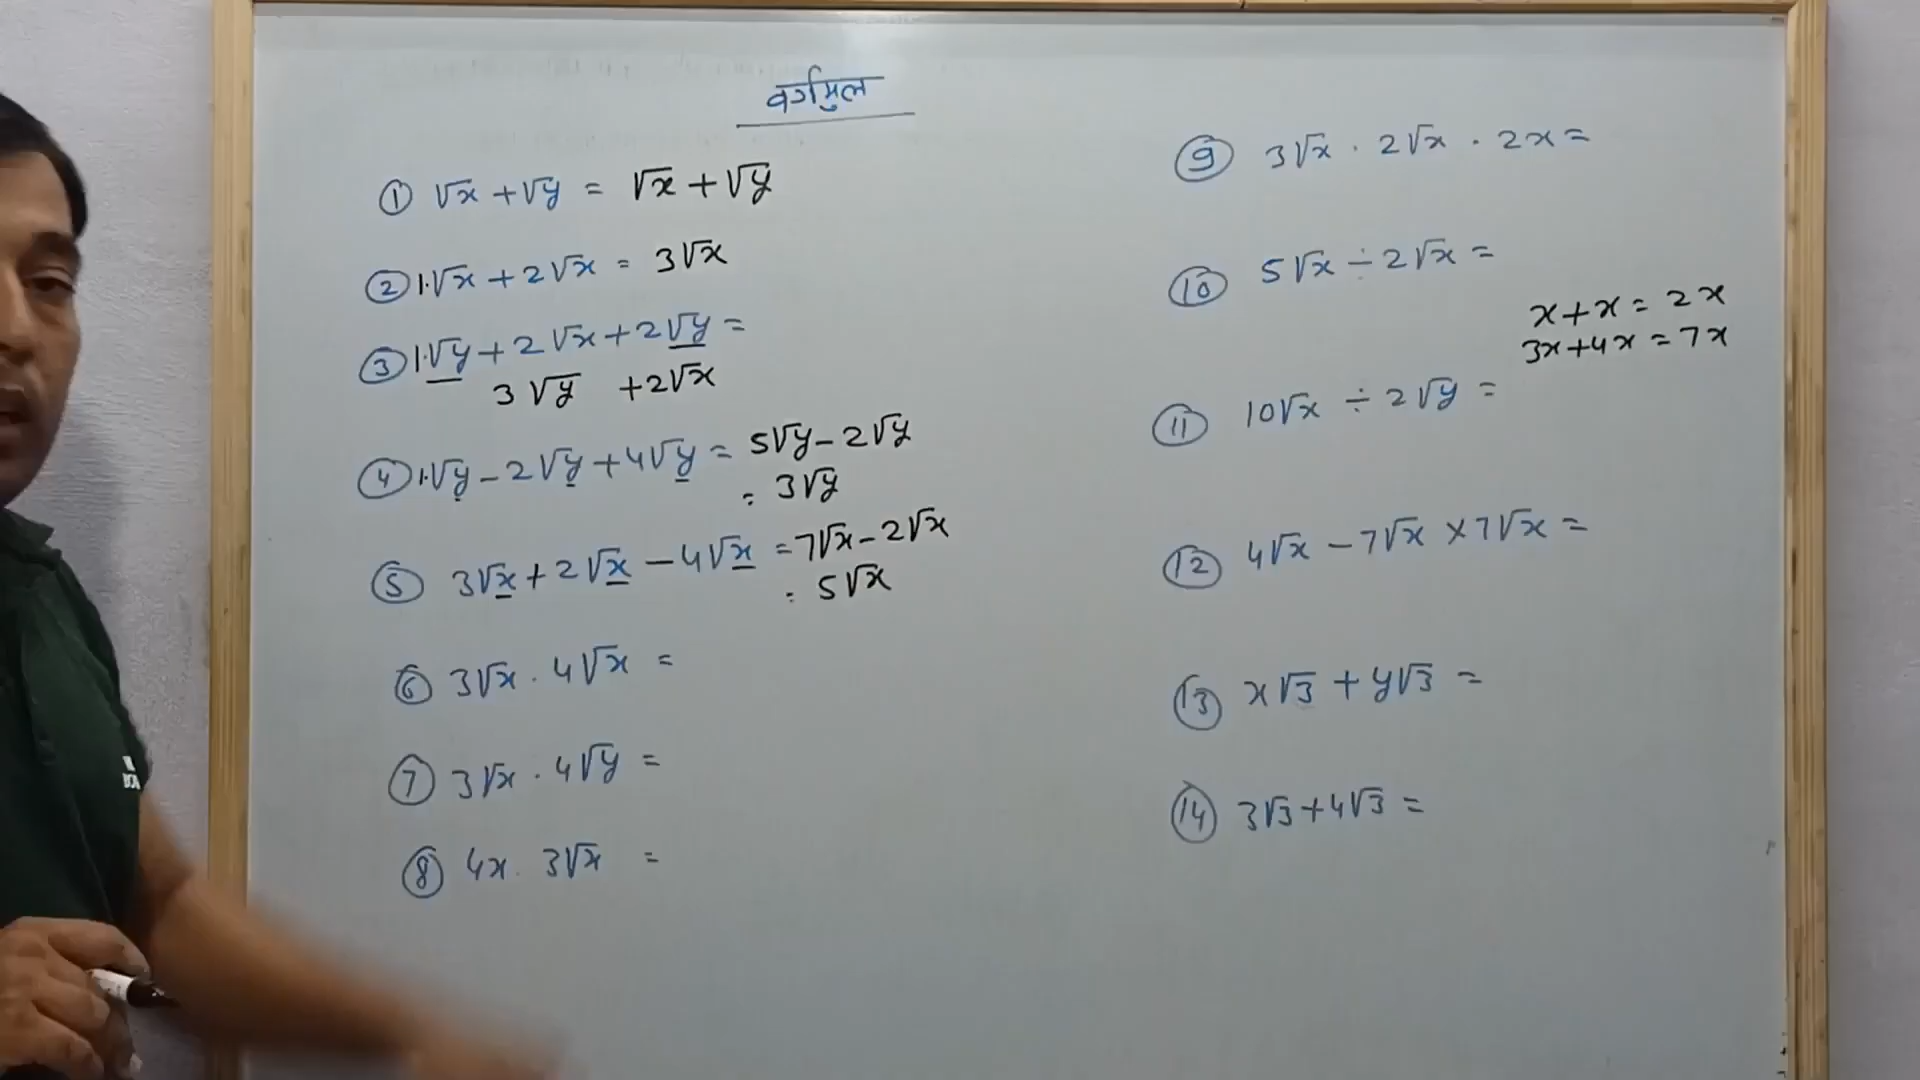 वर्गमुल
① √x + √y = √x + √y
② 1·√x + 2√x = 3√x
③ 1·√y + 2√x + 2√y =
3√y + 2√x
④ 1·√y - 2√y + 4√y = 5√y - 2√y
= 3√y
⑤ 3√x + 2√x - 4√x = 7√x - 2√x
= 5√x
⑥ 3√x · 4√x =
⑦ 3√x · 4√y =
⑧ 4x · 3√x =
⑨ 3√x · 2√x · 2x =
⑩ 5√x ÷ 2√x =
x + x = 2x
3x + 4x = 7x
⑪ 10√x ÷ 2√y =
⑫ 4√x - 7√x × 7√x =
⑬ x√3 + y√3 =
⑭ 3√3 + 4√3 =